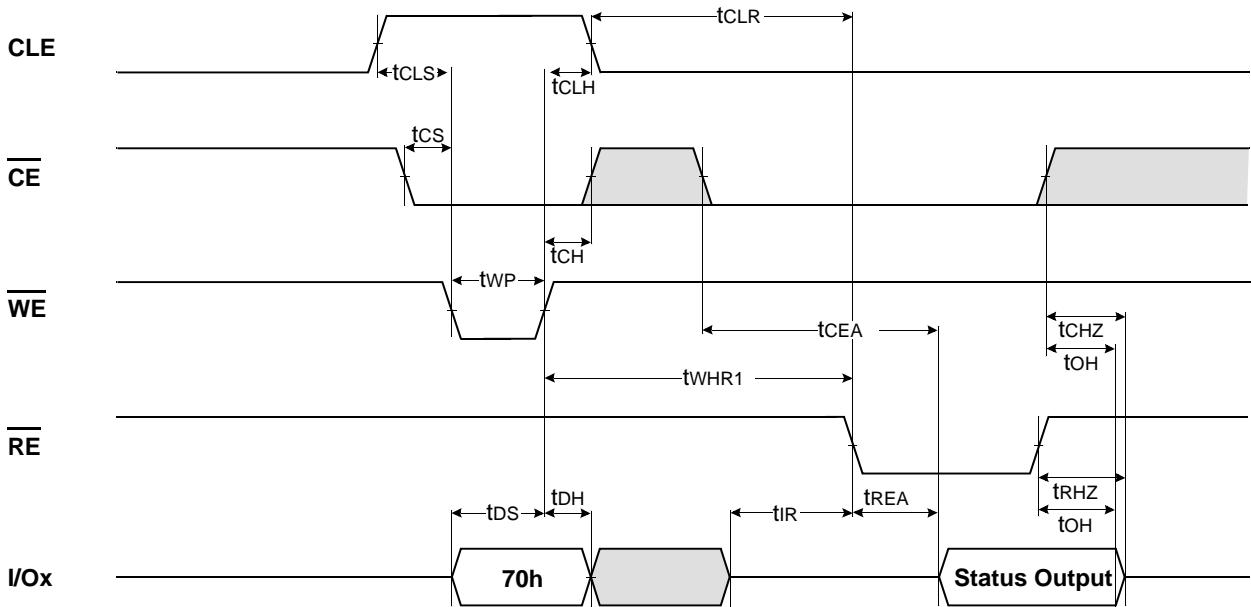 tCLR
CLE
tCLS
tCLH
tCS
CE
tCH
tWP
WE
tCEA
tCHZ
tOH
tWHR1
RE
tDH
tRHZ
tDS
tIR
tREA
tOH
I/Ox
70h
Status Output